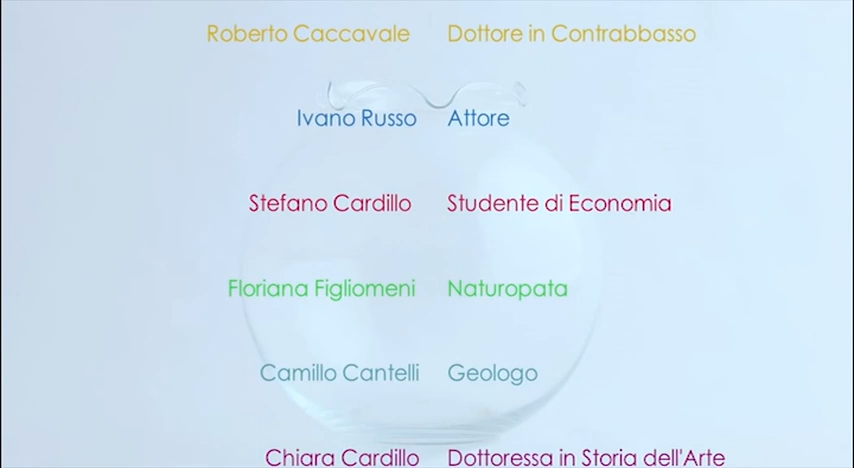 Roberto Caccavale Dottore in Contrabbasso
Ivano Russo Attore
Stefano Cardillo Studente di Economia
Floriana Figliomeni Naturopata
Camillo Cantelli Geologo
Chiara Cardillo Dottoressa in Storia dell'Arte